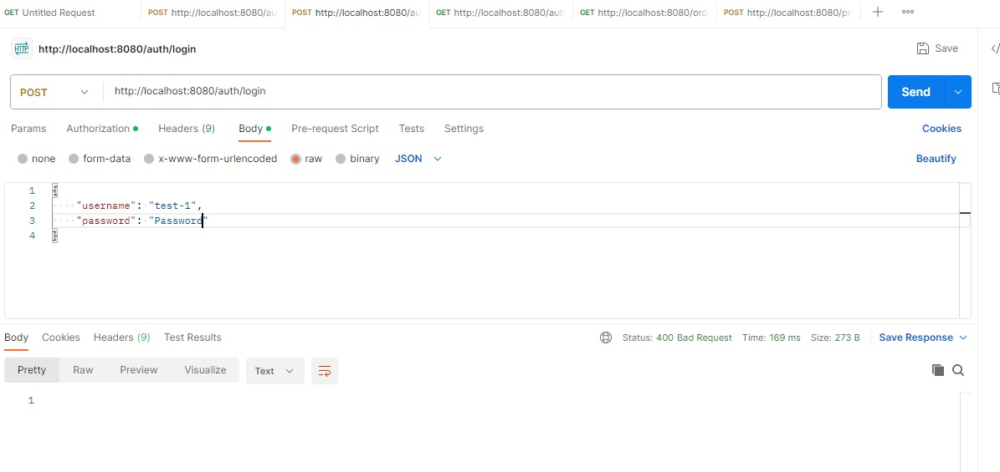 GET Untitled Request
POST http://localhost:8080/au
POST http://localhost:8080/au
GET http://localhost:8080/aut
GET http://localhost:8080/ord
POST http://localhost:8080/pr
HTTP http://localhost:8080/auth/login
Save
POST http://localhost:8080/auth/login
Send
Params Authorization Headers (9) Body Pre-request Script Tests Settings Cookies
none form-data x-www-form-urlencoded raw binary JSON Beautify
1 {
2 "username": "test-1",
3 "password": "Password"
4 }
Body Cookies Headers (9) Test Results Status: 400 Bad Request Time: 169 ms Size: 273 B Save Response
Pretty Raw Preview Visualize Text
1